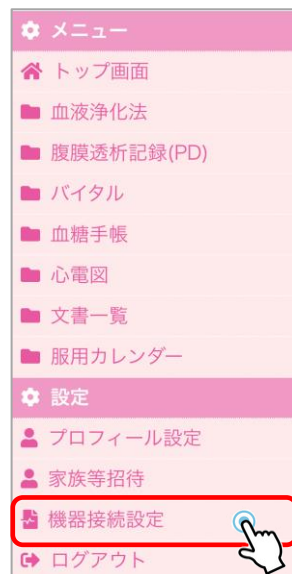 メニュー
トップ画面
血液浄化法
腹膜透析記録(PD)
バイタル
血糖手帳
心電図
文書一覧
服用カレンダー
設定
プロフィール設定
家族等招待
機器接続設定
ログアウト